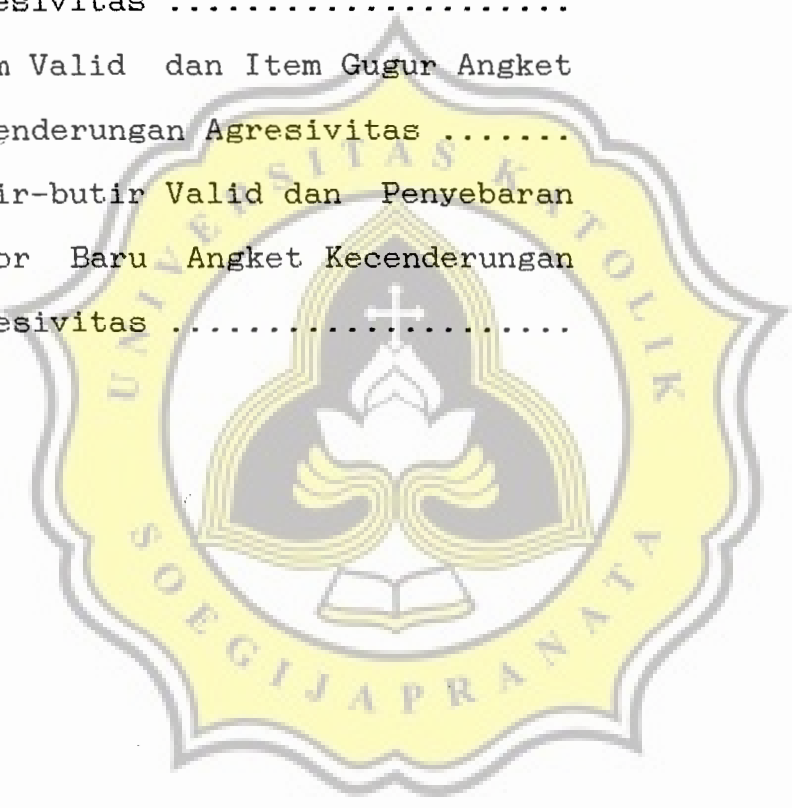 esivitas ......................
m Valid dan Item Gugur Angket
enderungan Agresivitas .......
ir-butir Valid dan Penyebaran
or Baru Angket Kecenderungan
esivitas ......................
UNIVERSITAS KATOLIK
SOEGIJAPRANATA